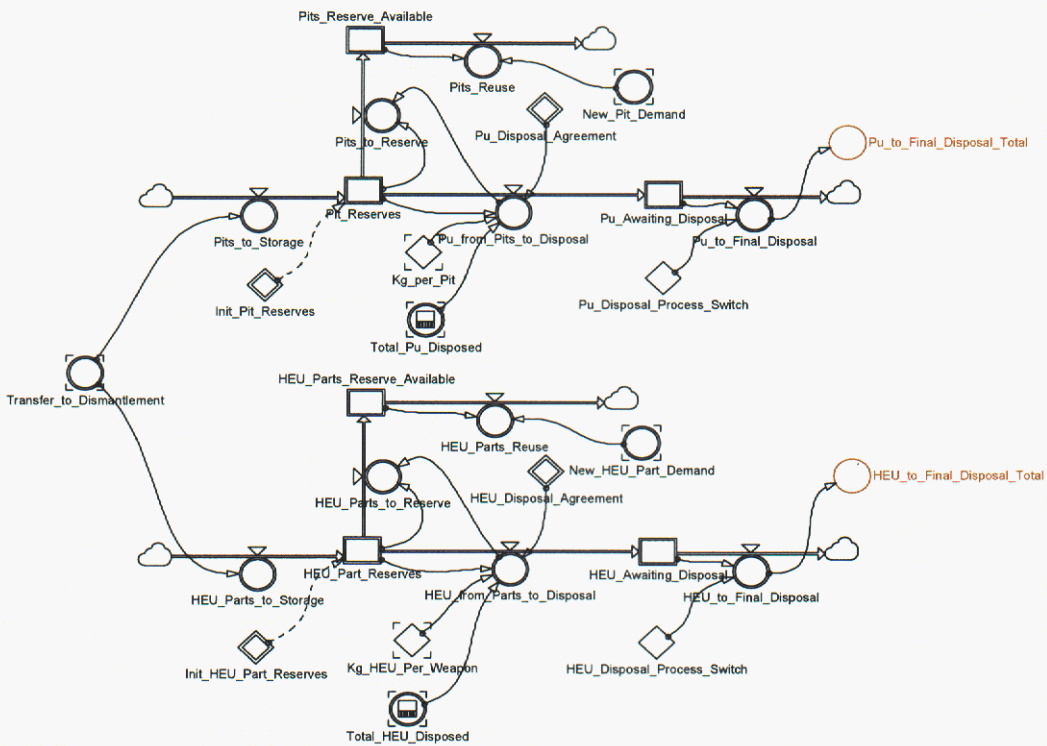 Pits_Reserve_Available
Pits_Reuse
New_Pit_Demand
Pits_to_Reserve
Pu_Disposal_Agreement
Pu_to_Final_Disposal_Total
Pit_Reserves
Pu_Awaiting_Disposal
Pits_to_Storage
Pu_from_Pits_to_Disposal
Pu_to_Final_Disposal
Kg_per_Pit
Init_Pit_Reserves
Pu_Disposal_Process_Switch
Total_Pu_Disposed
HEU_Parts_Reserve_Available
Transfer_to_Dismantlement
HEU_Parts_Reuse
New_HEU_Part_Demand
HEU_Parts_to_Reserve
HEU_Disposal_Agreement
HEU_to_Final_Disposal_Total
HEU_Part_Reserves
HEU_Awaiting_Disposal
HEU_Parts_to_Storage
HEU_from_Parts_to_Disposal
HEU_to_Final_Disposal
Kg_HEU_Per_Weapon
Init_HEU_Part_Reserves
HEU_Disposal_Process_Switch
Total_HEU_Disposed